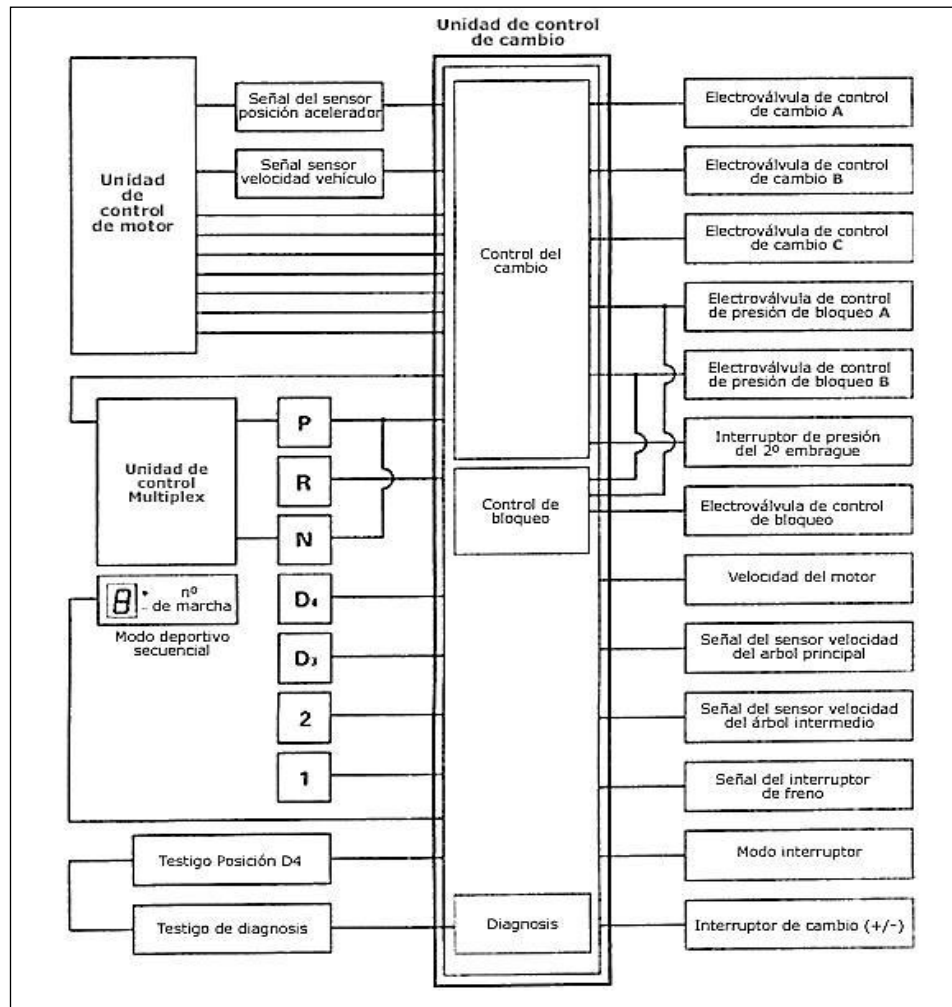 Unidad de control
de cambio
Señal del sensor
posición acelerador
Señal sensor
velocidad vehículo
Unidad
de
control
de motor
Control del
cambio
Electroválvula de control
de cambio A
Electroválvula de control
de cambio B
Electroválvula de control
de cambio C
Electroválvula de control
de presión de bloqueo A
Electroválvula de control
de presión de bloqueo B
Interruptor de presión
del 2º embrague
Electroválvula de control
de bloqueo
Velocidad del motor
Señal del sensor velocidad
del arbol principal
Señal del sensor velocidad
del árbol intermedio
Señal del interruptor
de freno
Modo interruptor
Interruptor de cambio (+/-)
Unidad de
control
Multiplex
P
R
N
D4
D3
2
1
Control de
bloqueo
8 + nº
- de marcha
Modo deportivo
secuencial
Testigo Posición D4
Testigo de diagnosis
Diagnosis